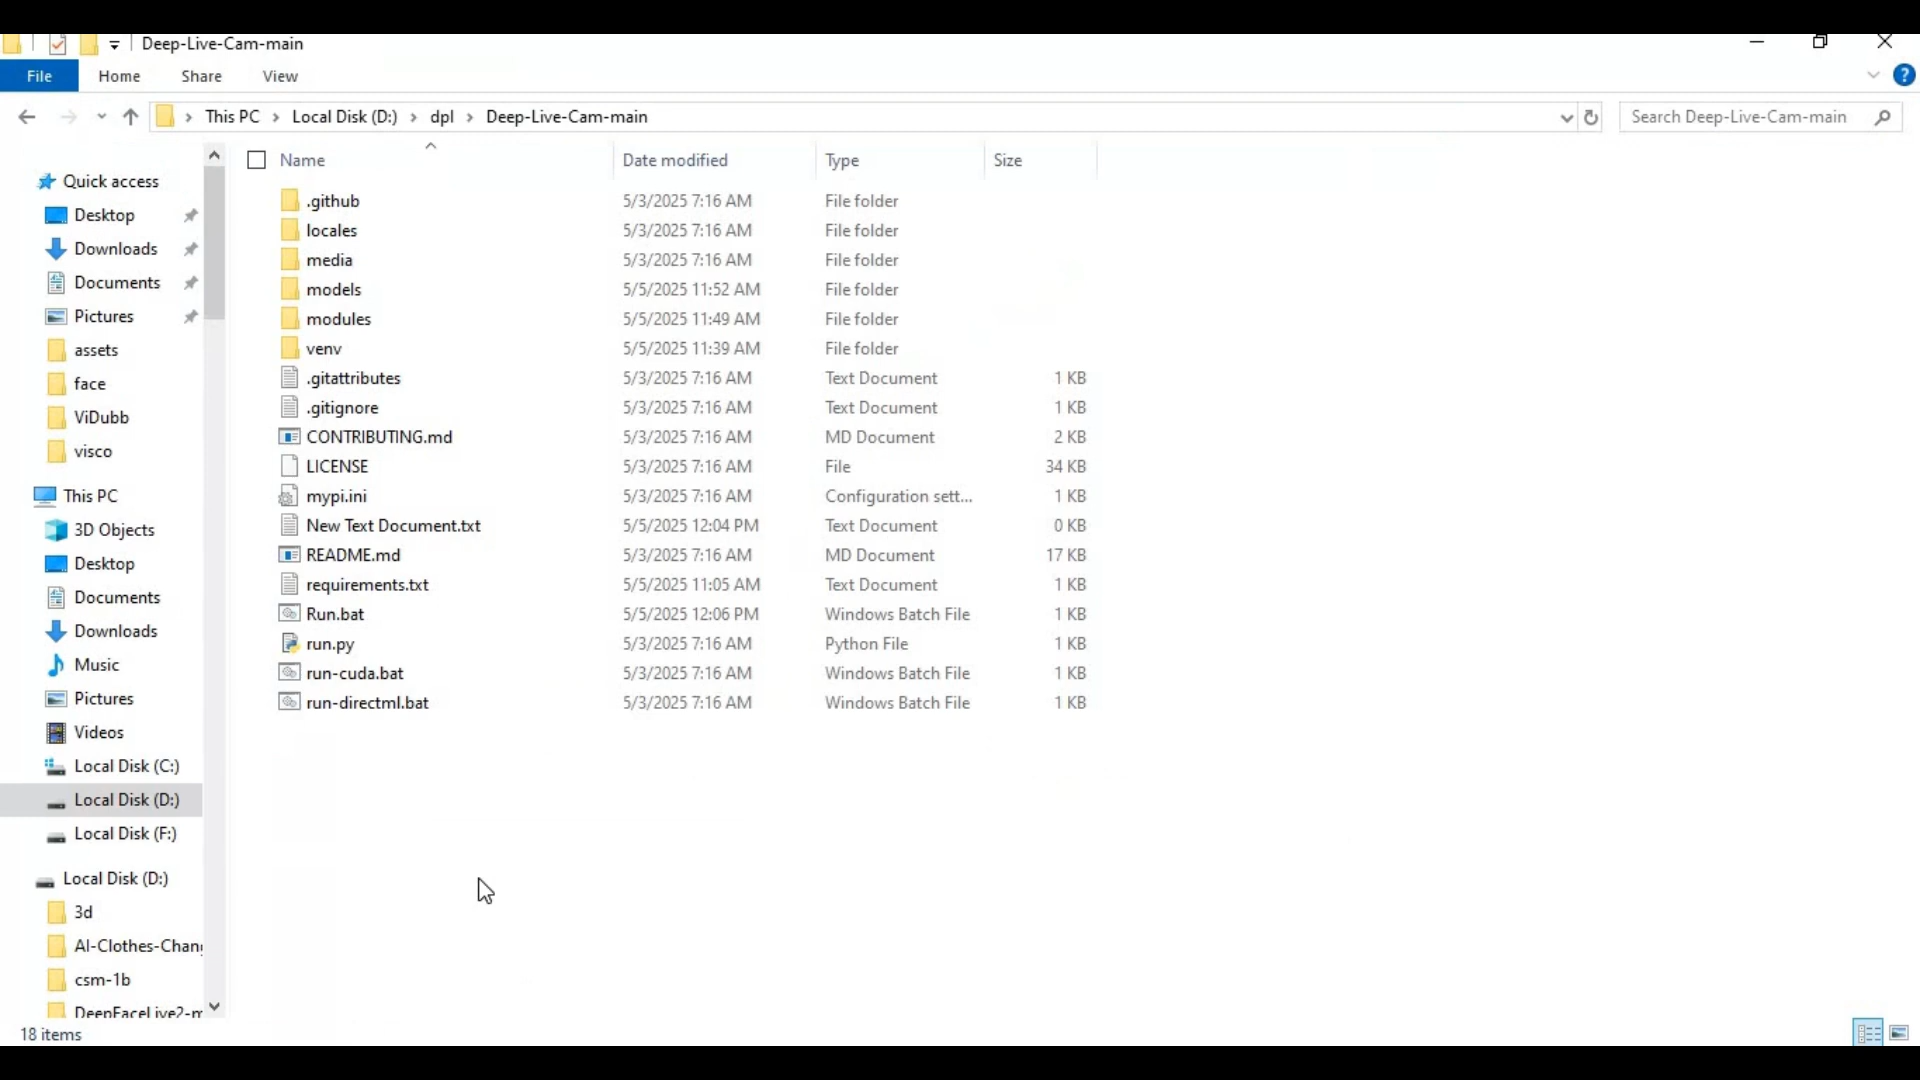 Deep-Live-Cam-main
File Home Share View
This PC Local Disk (D:) dpl Deep-Live-Cam-main
Search Deep-Live-Cam-main
Quick access
Desktop
Downloads
Documents
Pictures
assets
face
ViDubb
visco
This PC
3D Objects
Desktop
Documents
Downloads
Music
Pictures
Videos
Local Disk (C:)
Local Disk (D:)
Local Disk (F:)
Local Disk (D:)
3d
AI-Clothes-Chang
csm-1b
DeepFaceLive2-m
Name Date modified Type Size
.github 5/3/2025 7:16 AM File folder
locales 5/3/2025 7:16 AM File folder
media 5/3/2025 7:16 AM File folder
models 5/5/2025 11:52 AM File folder
modules 5/5/2025 11:49 AM File folder
venv 5/5/2025 11:39 AM File folder
.gitattributes 5/3/2025 7:16 AM Text Document 1 KB
.gitignore 5/3/2025 7:16 AM Text Document 1 KB
CONTRIBUTING.md 5/3/2025 7:16 AM MD Document 2 KB
LICENSE 5/3/2025 7:16 AM File 34 KB
mypi.ini 5/3/2025 7:16 AM Configuration sett... 1 KB
New Text Document.txt 5/5/2025 12:04 PM Text Document 0 KB
README.md 5/3/2025 7:16 AM MD Document 17 KB
requirements.txt 5/5/2025 11:05 AM Text Document 1 KB
Run.bat 5/5/2025 12:06 PM Windows Batch File 1 KB
run.py 5/3/2025 7:16 AM Python File 1 KB
run-cuda.bat 5/3/2025 7:16 AM Windows Batch File 1 KB
run-directml.bat 5/3/2025 7:16 AM Windows Batch File 1 KB
18 items